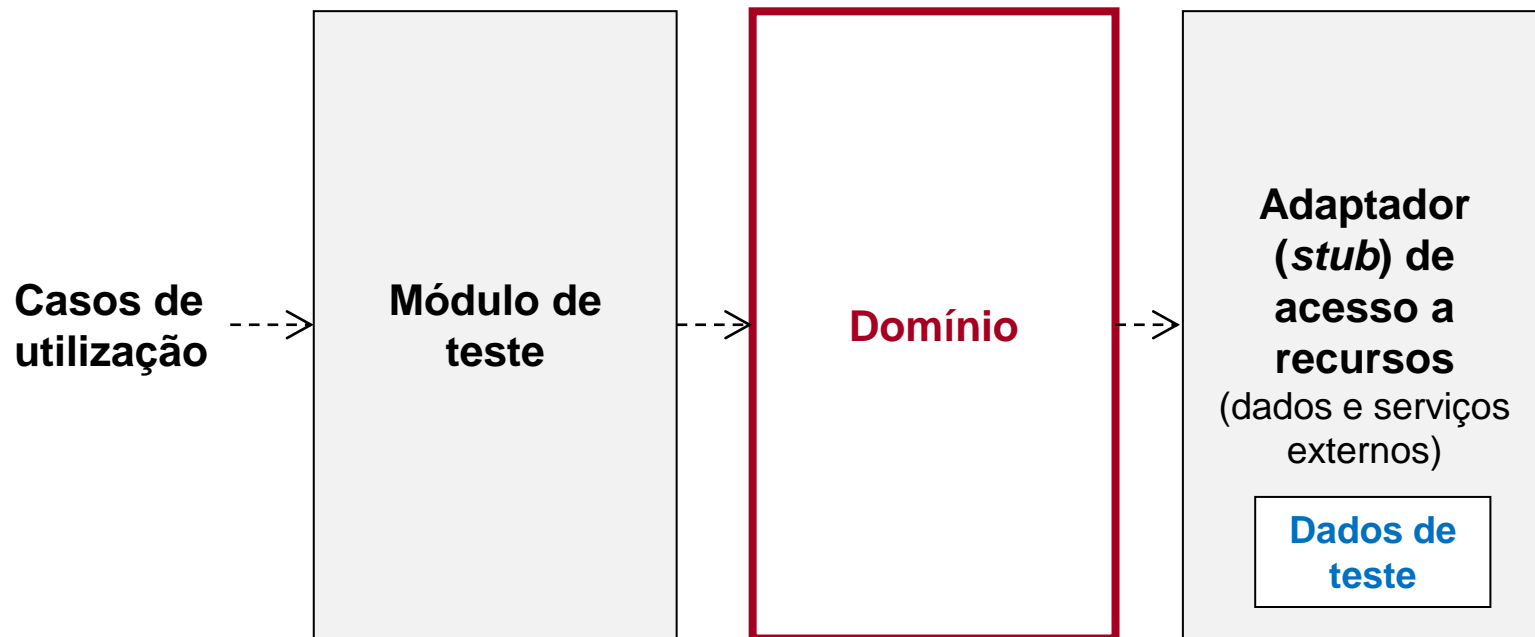 Casos de
utilização
Módulo de
teste
Domínio
Adaptador
(stub) de
acesso a
recursos
(dados e serviços
externos)
Dados de
teste